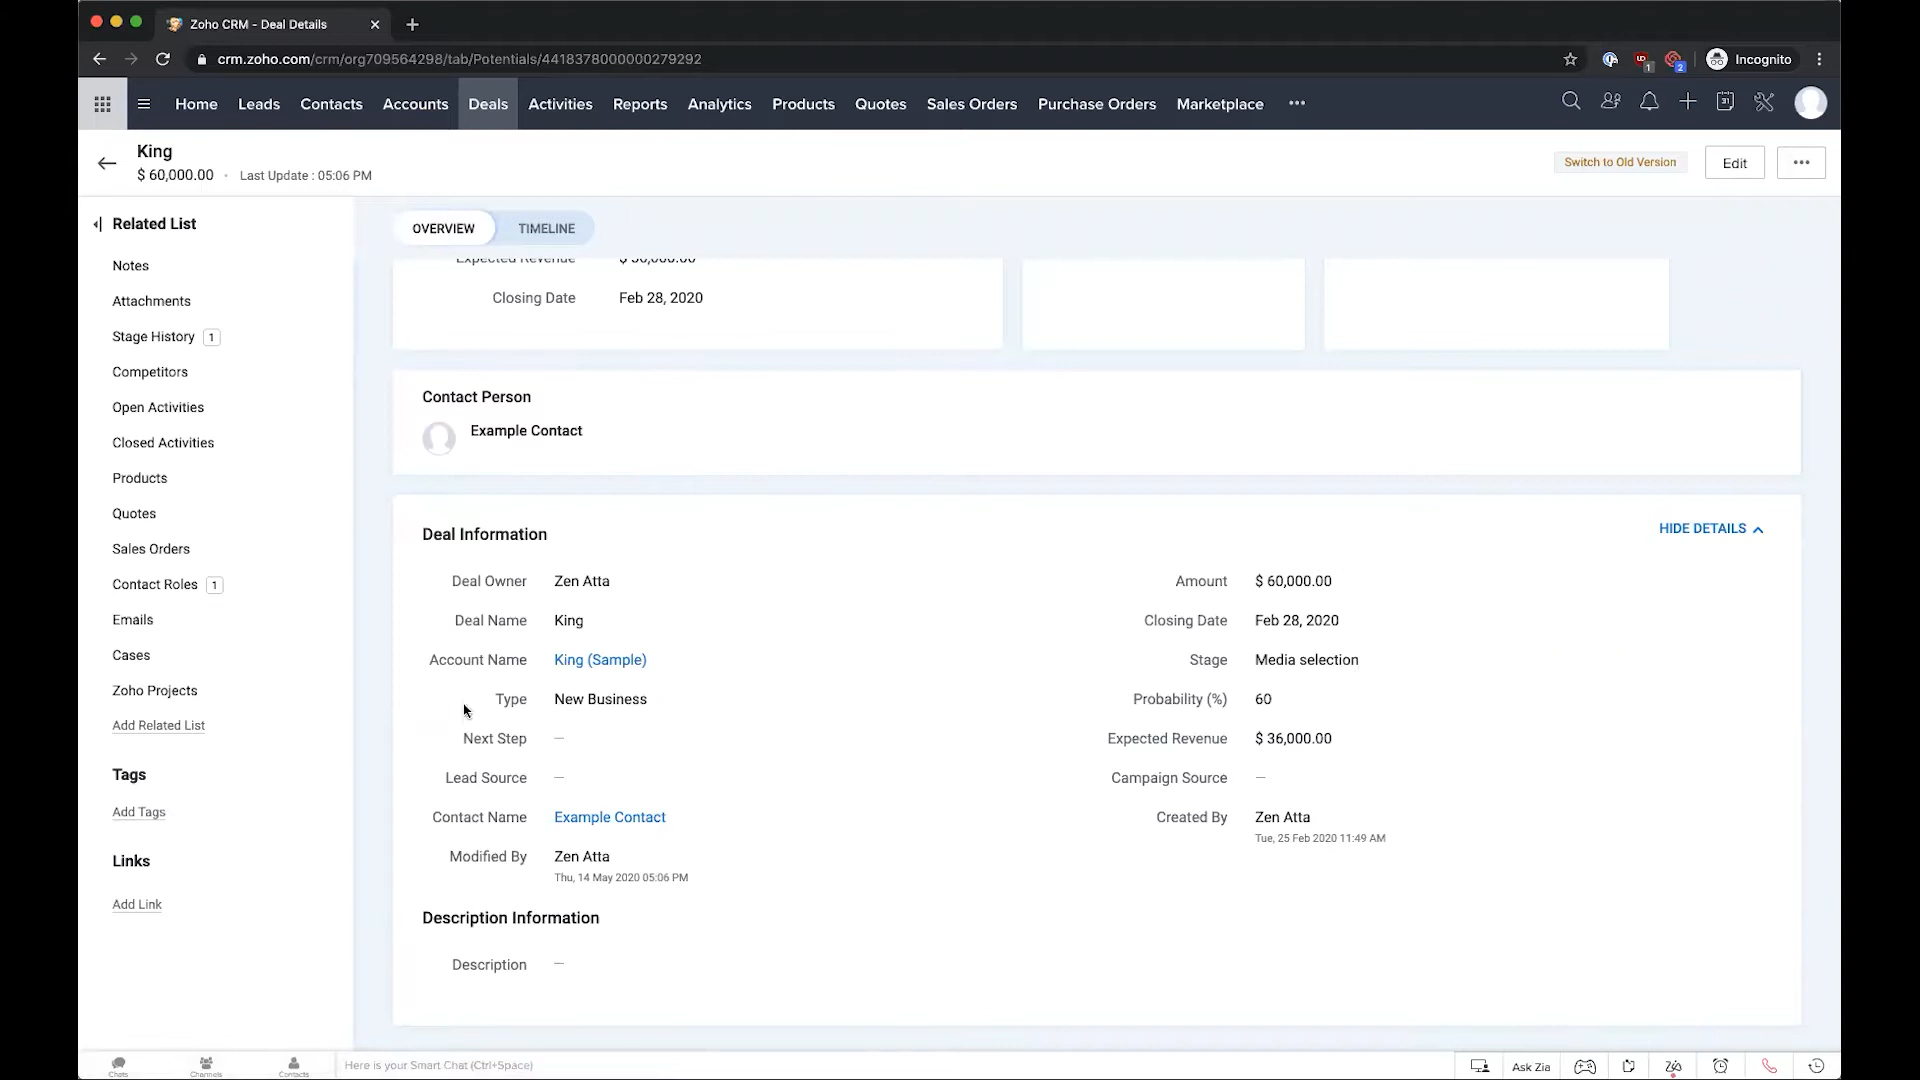 Zoho CRM - Deal Details
crm.zoho.com/crm/org709564298/tab/Potentials/4418378000000279292
1
2
Incognito
Home Leads Contacts Accounts Deals Activities Reports Analytics Products Quotes Sales Orders Purchase Orders Marketplace
31
King
$ 60,000.00 • Last Update : 05:06 PM
Switch to Old Version
Edit
Related List
Notes
Attachments
Stage History 1
Competitors
Open Activities
Closed Activities
Products
Quotes
Sales Orders
Contact Roles 1
Emails
Cases
Zoho Projects
Add Related List
Tags
Add Tags
Links
Add Link
OVERVIEW TIMELINE
Expected Revenue
Closing Date Feb 28, 2020
Contact Person
Example Contact
Deal Information
HIDE DETAILS
Deal Owner Zen Atta
Amount $ 60,000.00
Deal Name King
Closing Date Feb 28, 2020
Account Name King (Sample)
Stage Media selection
Type New Business
Probability (%) 60
Next Step —
Expected Revenue $ 36,000.00
Lead Source —
Campaign Source —
Contact Name Example Contact
Created By Zen Atta
Tue, 25 Feb 2020 11:49 AM
Modified By Zen Atta
Thu, 14 May 2020 05:06 PM
Description Information
Description —
Chats
Channels
Contacts
Here is your Smart Chat (Ctrl+Space)
Ask Zia